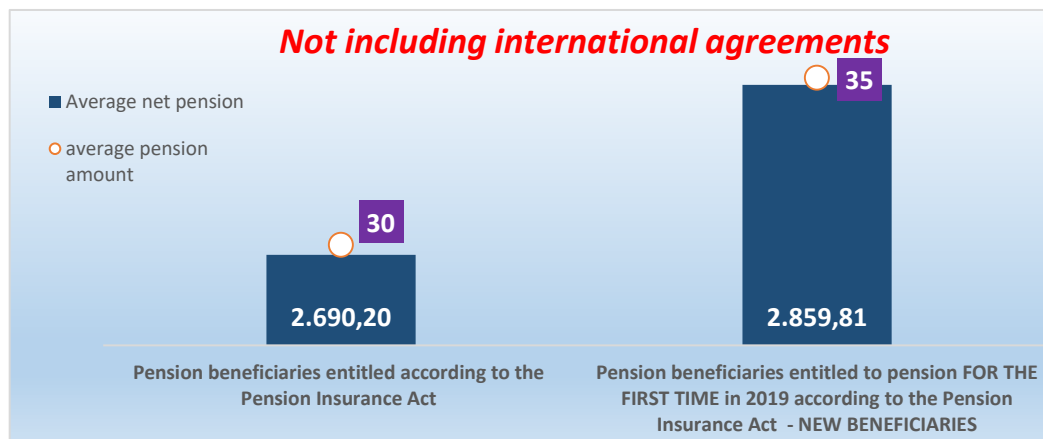 Not including international agreements
Average net pension
average pension
amount
30
35
2.690,20
2.859,81
Pension beneficiaries entitled according to the
Pension Insurance Act
Pension beneficiaries entitled to pension FOR THE
FIRST TIME in 2019 according to the Pension
Insurance Act - NEW BENEFICIARIES